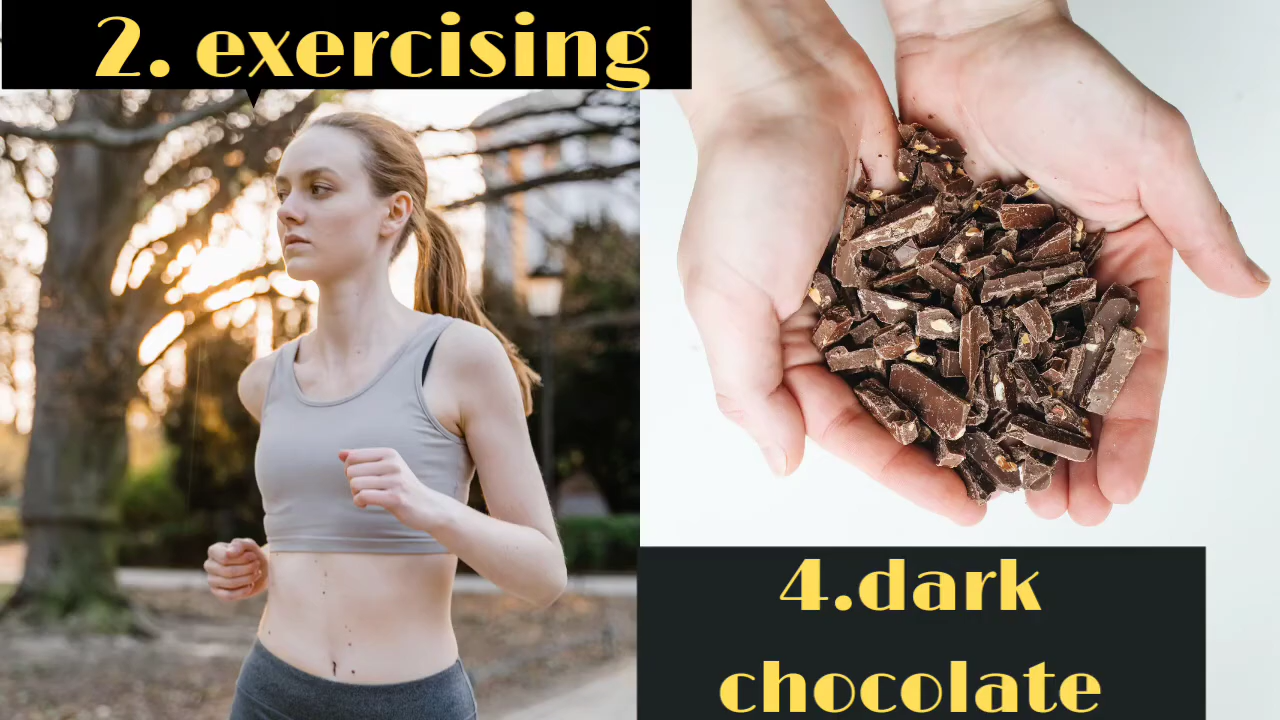 2. exercising
4.dark
chocolate